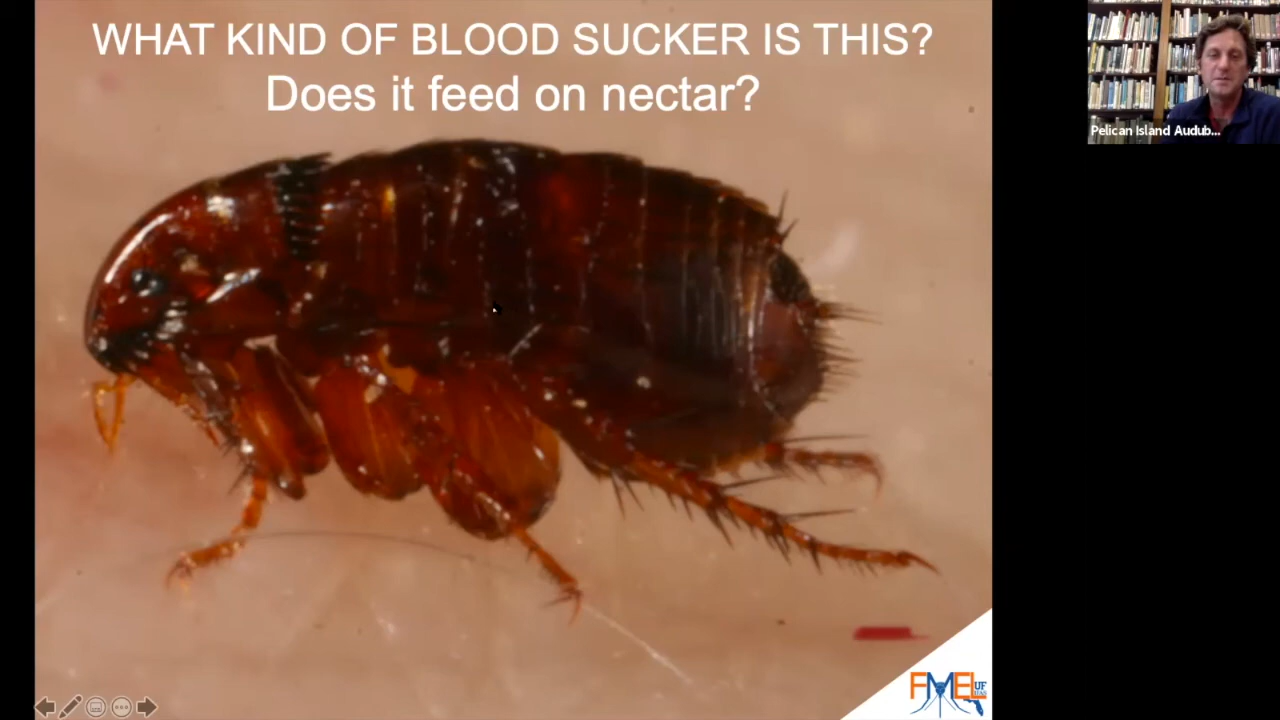 WHAT KIND OF BLOOD SUCKER IS THIS?
Does it feed on nectar?
Pelican Island Audub...
FMEL
UF